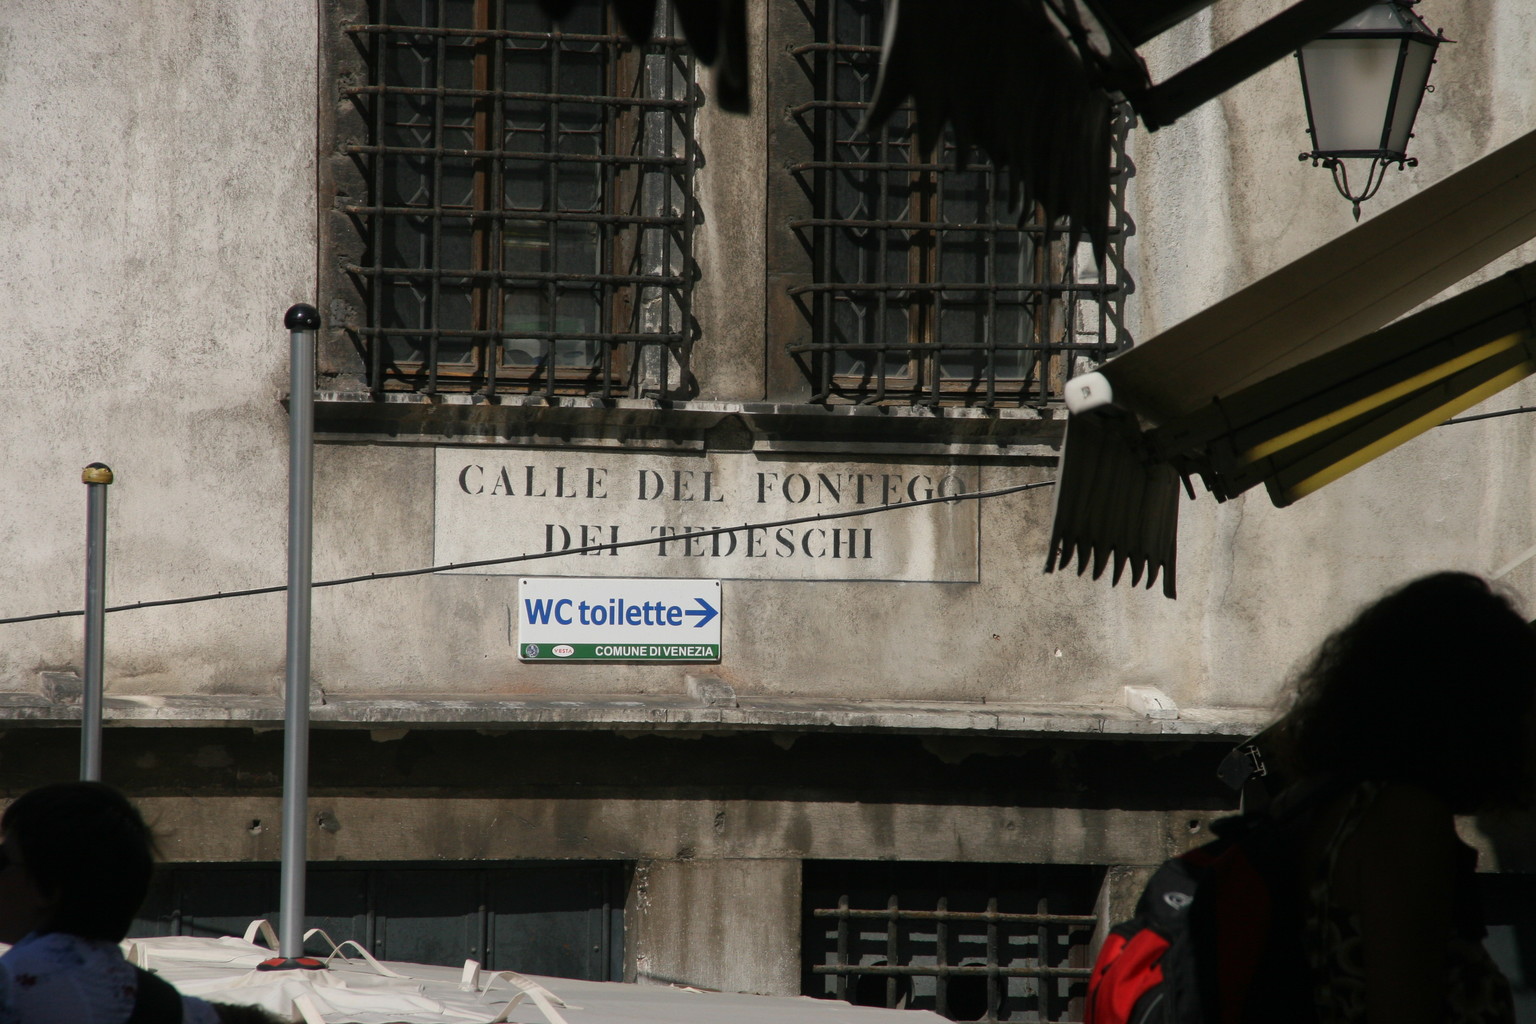 CALLE DEL FONTEGO
DEI TEDESCHI
WC toilette→
VESTA COMUNE DI VENEZIA